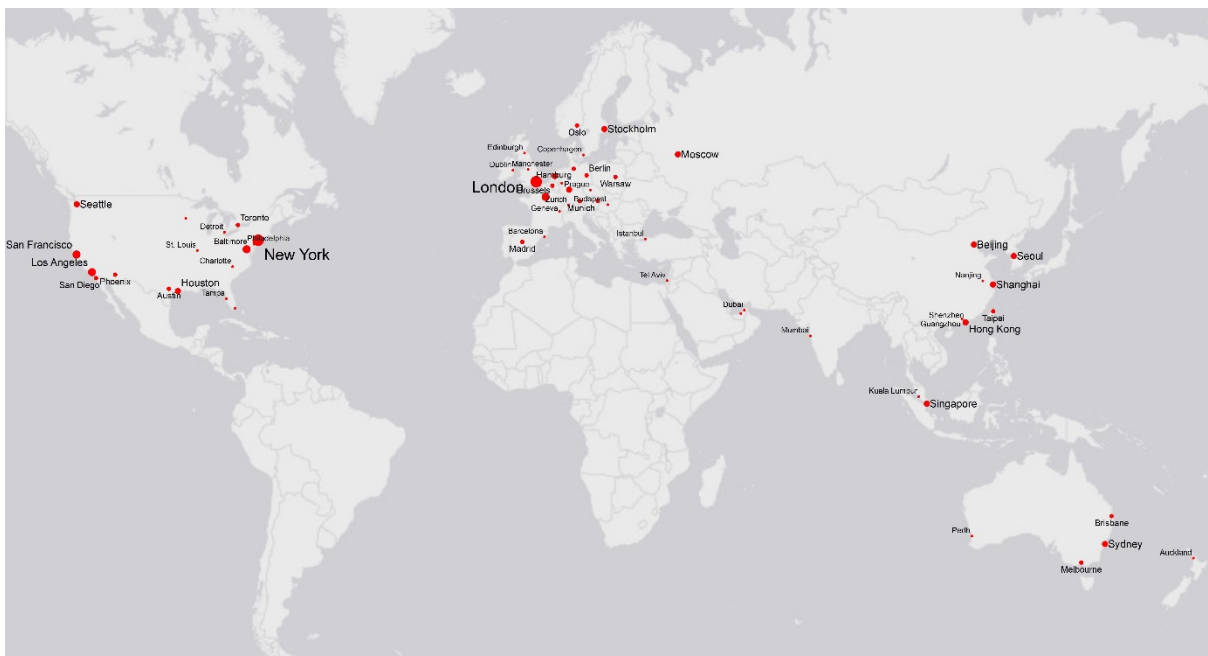 Oslo
Stockholm
Edinburgh
Copenhagen
Moscow
Dublin
Manchester
Hamburg
Berlin
London
Brussels
Prague
Warsaw
Zurich
Budapest
Geneva
Munich
Seattle
Toronto
Detroit
Barcelona
Istanbul
San Francisco
St. Louis
Baltimore
Philadelphia
New York
Madrid
Beijing
Seoul
Los Angeles
Charlotte
Tel Aviv
Nanjing
San Diego
Phoenix
Houston
Shanghai
Austin
Tampa
Dubai
Shenzhen
Taipai
Guangzhou
Mumbai
Hong Kong
Kuala Lumpur
Singapore
Brisbane
Perth
Sydney
Auckland
Melbourne